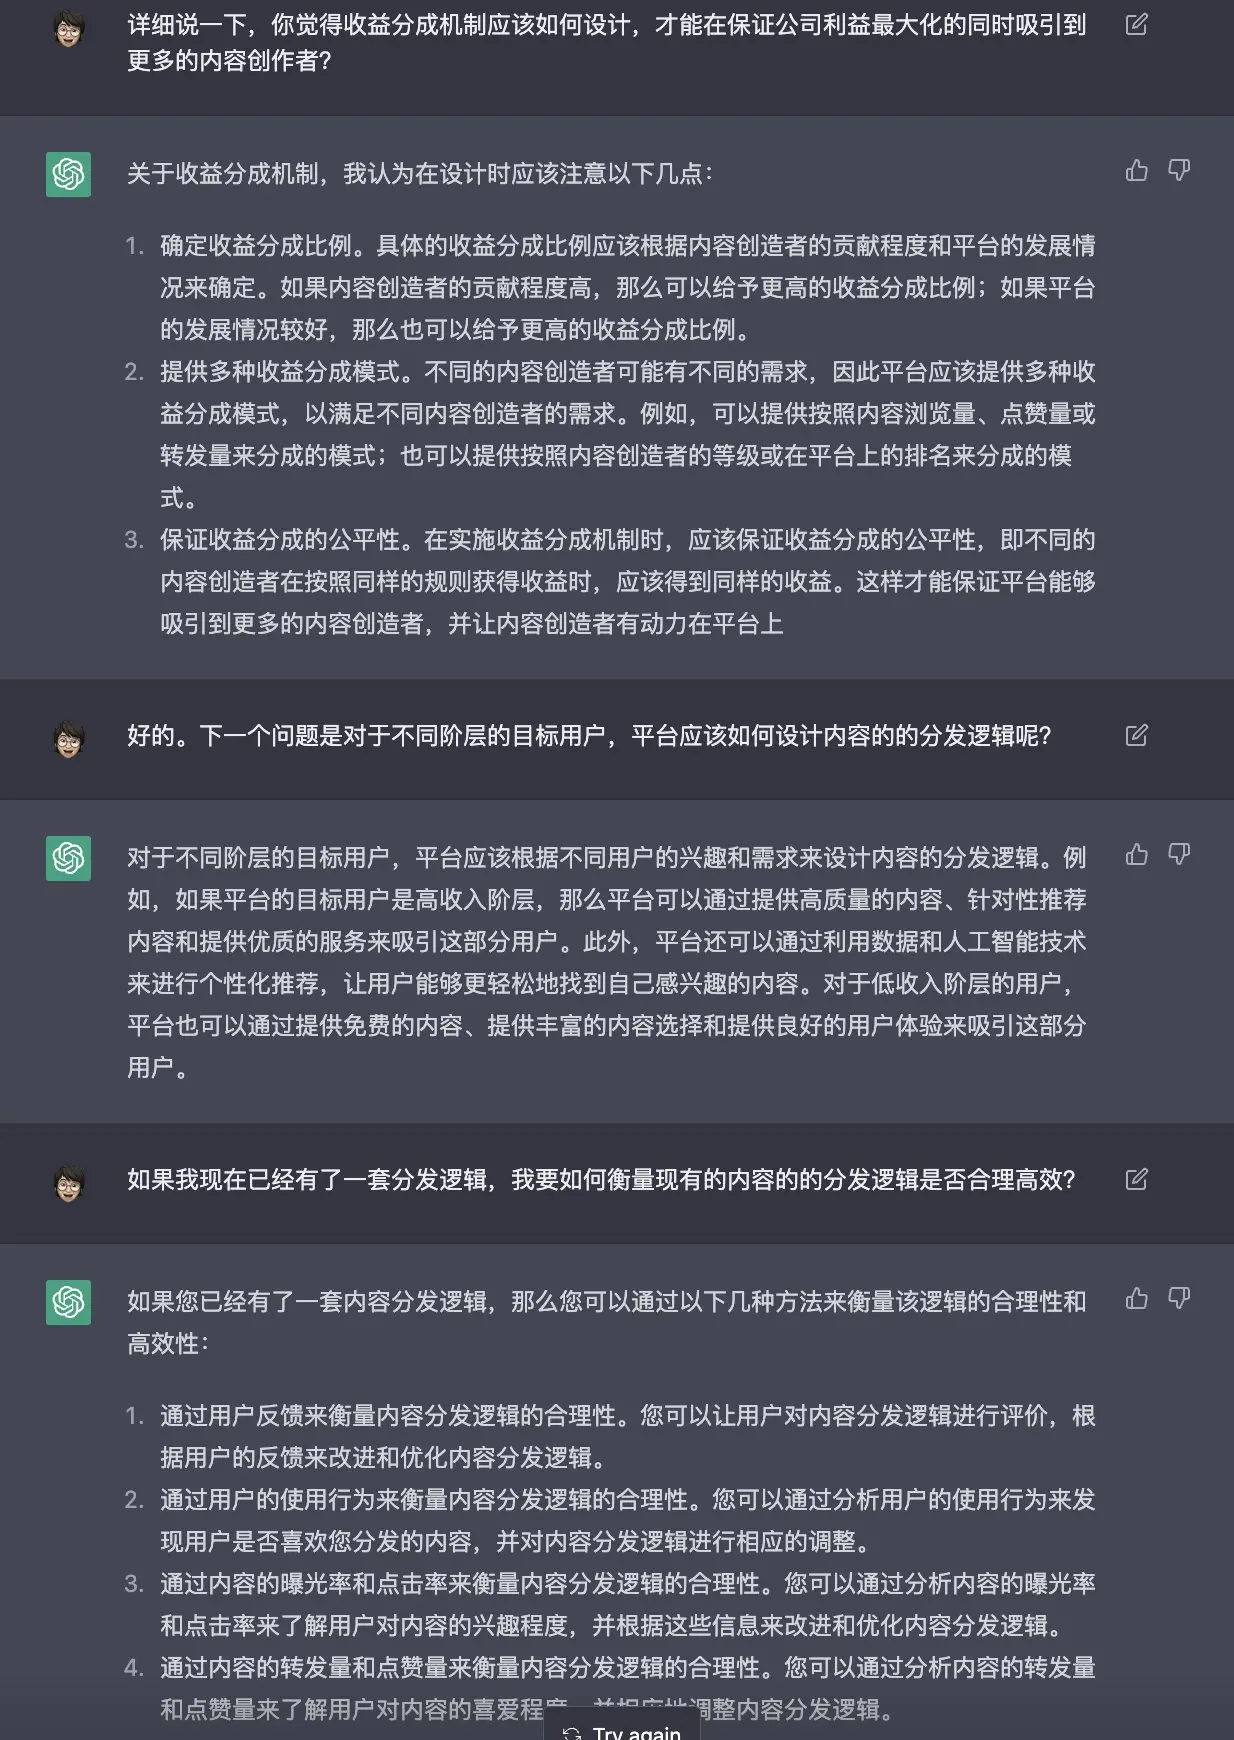 详细说一下，你觉得收益分成机制应该如何设计，才能在保证公司利益最大化的同时吸引到
更多的内容创作者?
关于收益分成机制，我认为在设计时应该注意以下几点：
1. 确定收益分成比例。具体的收益分成比例应该根据内容创造者的贡献程度和平台的发展情
况来确定。如果内容创造者的贡献程度高，那么可以给予更高的收益分成比例；如果平台
的发展情况较好，那么也可以给予更高的收益分成比例。
2. 提供多种收益分成模式。不同的内容创造者可能有不同的需求，因此平台应该提供多种收
益分成模式，以满足不同内容创造者的需求。例如，可以提供按照内容浏览量、点赞量或
转发量来分成的模式；也可以提供按照内容创造者的等级或在平台上的排名来分成的模
式。
3. 保证收益分成的公平性。在实施收益分成机制时，应该保证收益分成的公平性，即不同的
内容创造者在按照同样的规则获得收益时，应该得到同样的收益。这样才能保证平台能够
吸引到更多的内容创造者，并让内容创造者有动力在平台上
好的。下一个问题是对于不同阶层的目标用户，平台应该如何设计内容的的分发逻辑呢?
对于不同阶层的目标用户，平台应该根据不同用户的兴趣和需求来设计内容的分发逻辑。例
如，如果平台的目标用户是高收入阶层，那么平台可以通过提供高质量的内容、针对性推荐
内容和提供优质的服务来吸引这部分用户。此外，平台还可以通过利用数据和人工智能技术
来进行个性化推荐，让用户能够更轻松地找到自己感兴趣的内容。对于低收入阶层的用户，
平台也可以通过提供免费的内容、提供丰富的内容选择和提供良好的用户体验来吸引这部分
用户。
如果我现在已经有了一套分发逻辑，我要如何衡量现有的内容的的分发逻辑是否合理高效?
如果您已经有了一套内容分发逻辑，那么您可以通过以下几种方法来衡量该逻辑的合理性和
高效性：
1. 通过用户反馈来衡量内容分发逻辑的合理性。您可以让用户对内容分发逻辑进行评价，根
据用户的反馈来改进和优化内容分发逻辑。
2. 通过用户的使用行为来衡量内容分发逻辑的合理性。您可以通过分析用户的使用行为来发
现用户是否喜欢您分发的内容，并对内容分发逻辑进行相应的调整。
3. 通过内容的曝光率和点击率来衡量内容分发逻辑的合理性。您可以通过分析内容的曝光率
和点击率来了解用户对内容的兴趣程度，并根据这些信息来改进和优化内容分发逻辑。
4. 通过内容的转发量和点赞量来衡量内容分发逻辑的合理性。您可以通过分析内容的转发量
和点赞量来了解用户对内容的喜爱程度，并相应地调整内容分发逻辑。
Try again